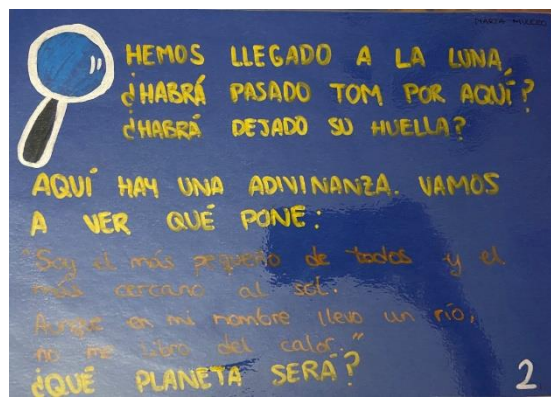 HEMOS LLEGADO A LA LUNA,
¿HABRÁ PASADO TOM POR AQUÍ?
¿HABRÁ DEJADO SU HUELLA?
AQUÍ HAY UNA ADIVINANZA. VAMOS
A VER QUÉ PONE:
"Soy el más pequeño de todos y el
más cercano al sol.
Aunque en mi nombre llevo un río,
no me libro del calor."
¿QUÉ PLANETA SERÁ?
2